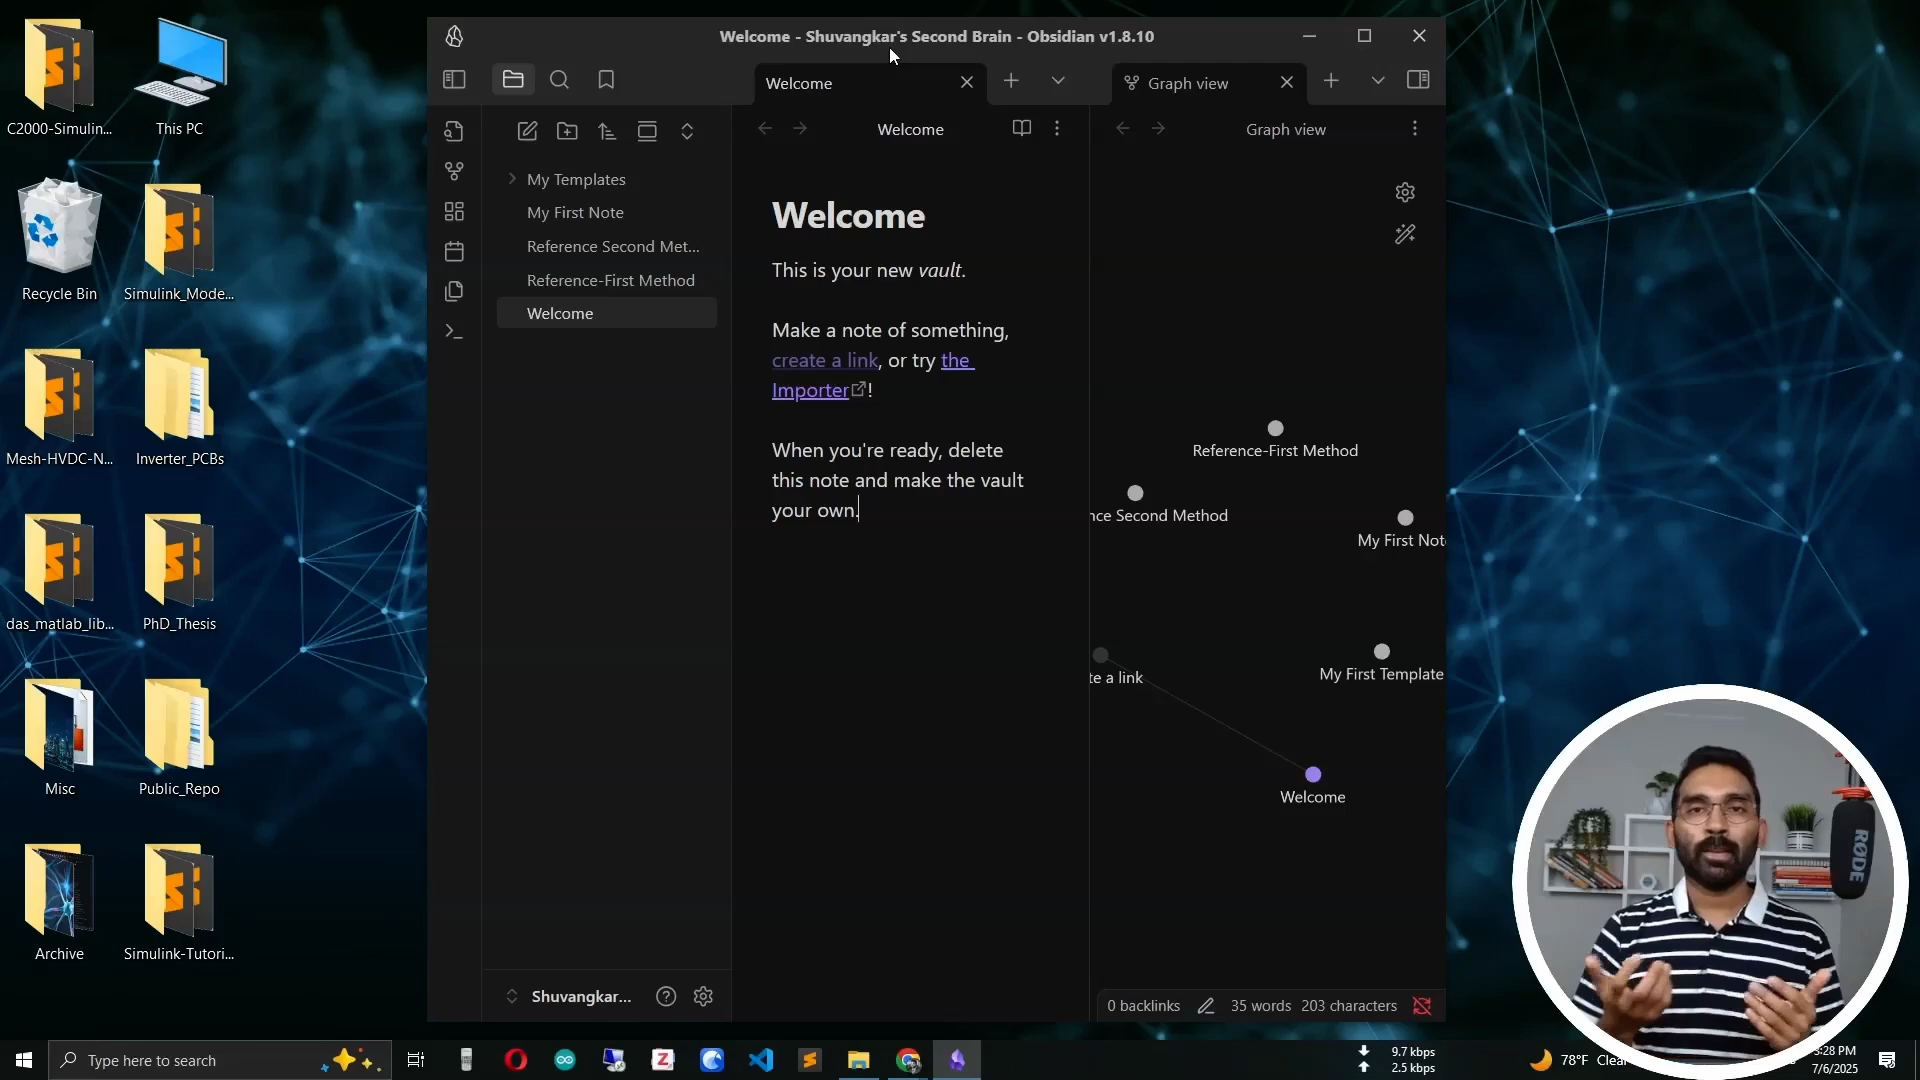 C2000-Simulin...
This PC
Recycle Bin
Simulink_Mode...
Mesh-HVDC-N...
Inverter_PCBs
das_matlab_lib...
PhD_Thesis
Misc
Public_Repo
Archive
Simulink-Tutori...
Welcome - Shuvangkar's Second Brain - Obsidian v1.8.10
Welcome
Graph view
Welcome
Graph view
My Templates
My First Note
Reference Second Met...
Reference-First Method
Welcome
Welcome
This is your new vault.
Make a note of something,
create a link, or try the
Importer!
When you're ready, delete
this note and make the vault
your own.
Reference-First Method
nce Second Method
My First Not
My First Template
te a link
Welcome
Shuvangkar...
0 backlinks
35 words
203 characters
RØDE
Type here to search
9.7 kbps
2.5 kbps
78°F Clea
3:28 PM
7/6/2025